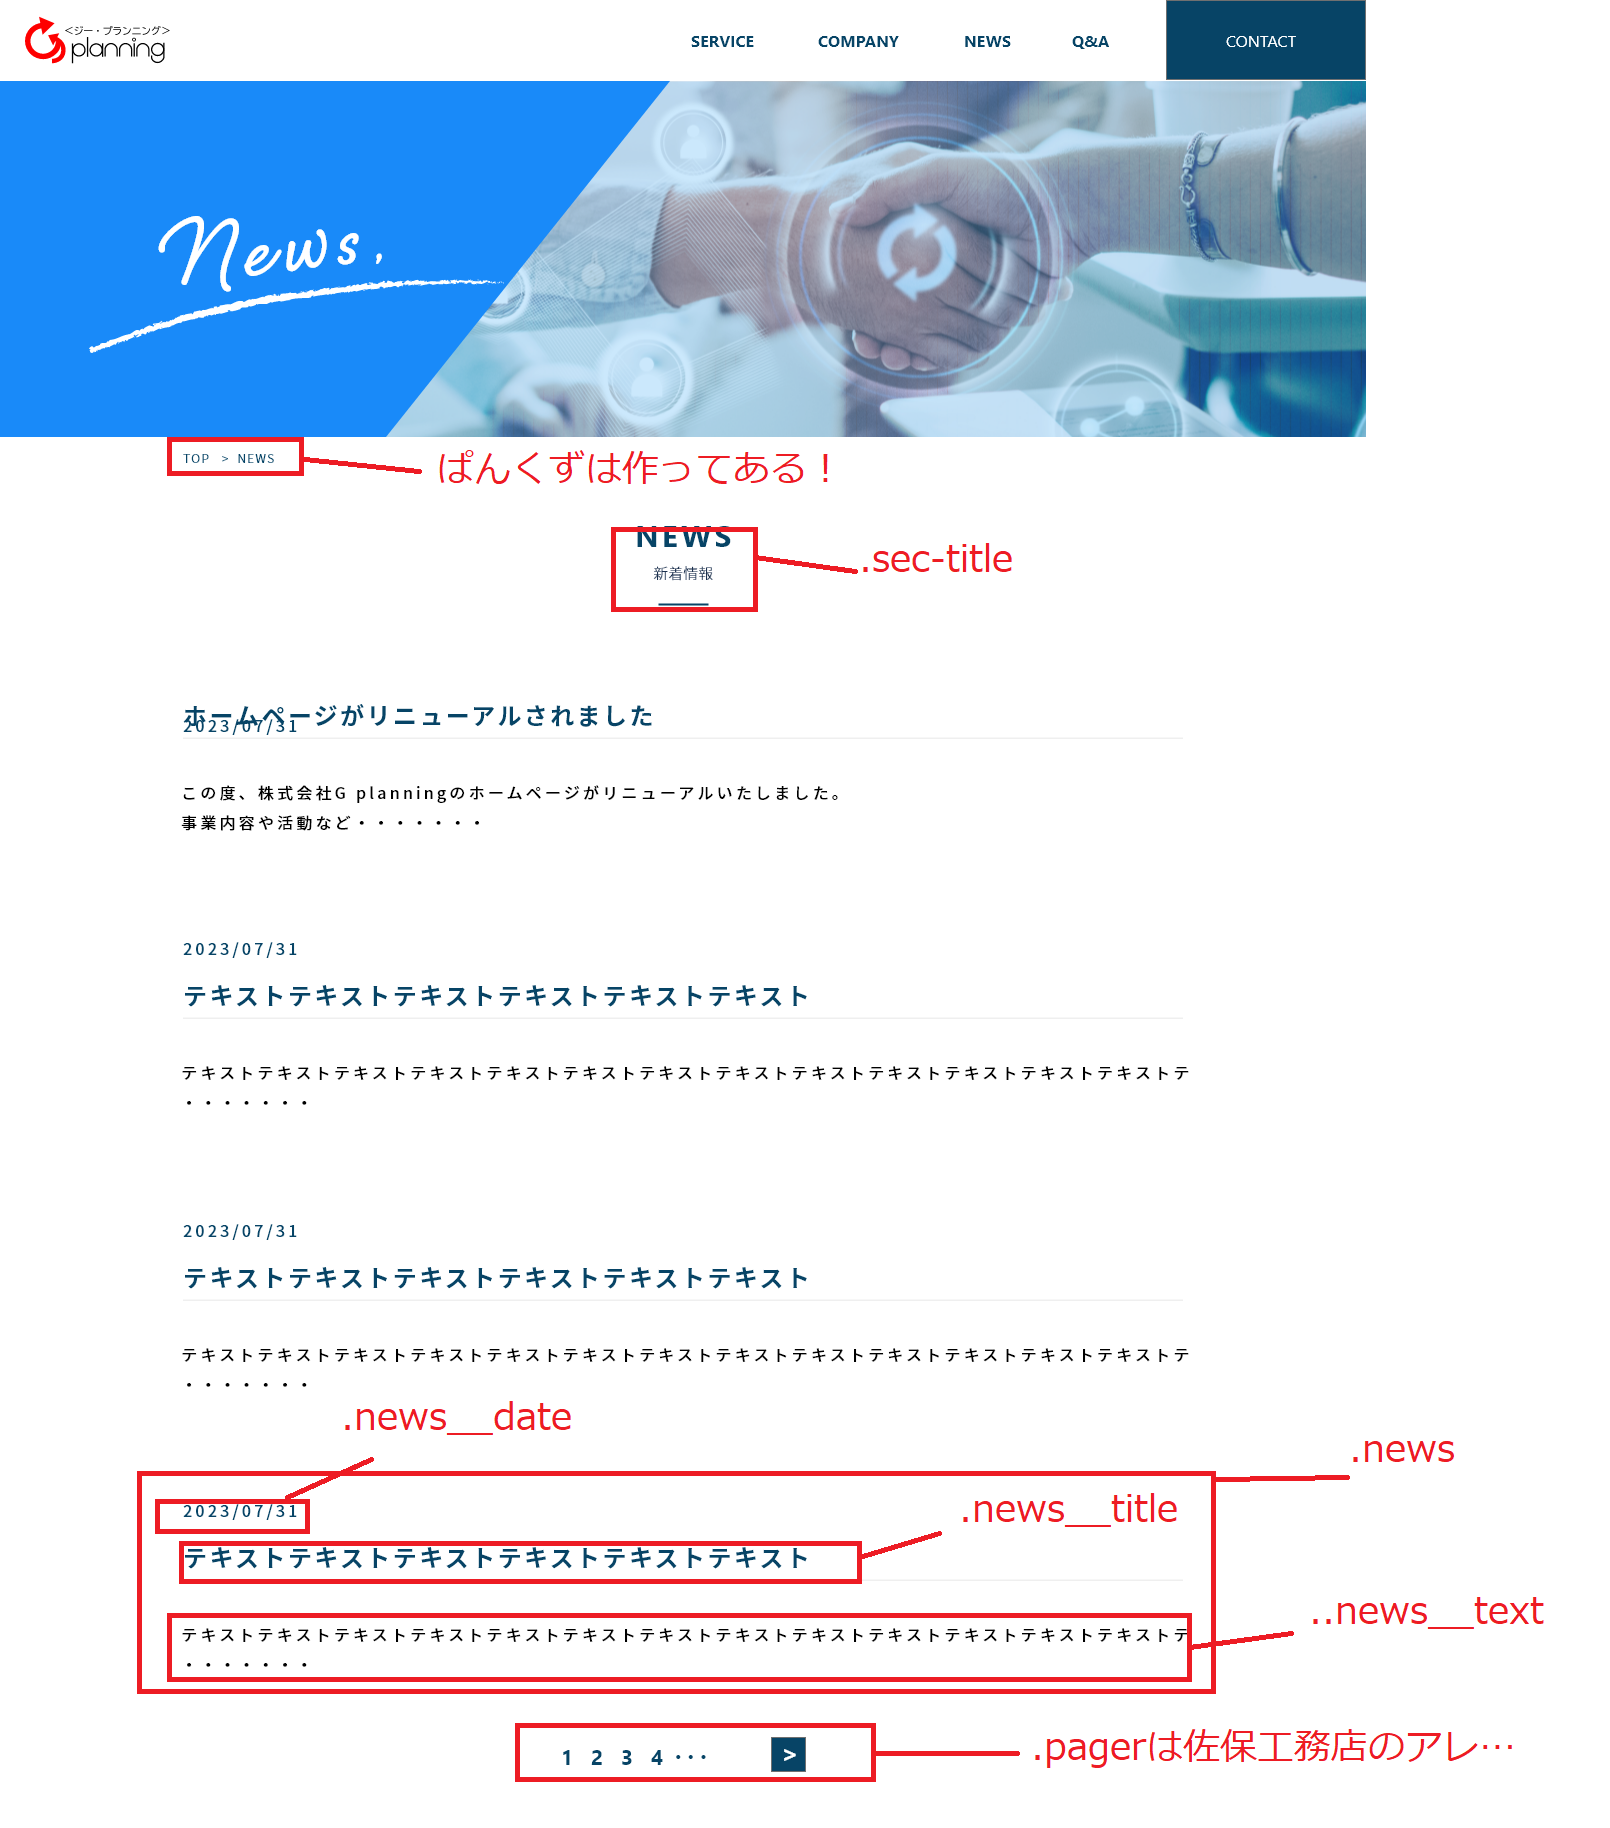 <ジー・プランニング>
planning
SERVICE COMPANY NEWS Q&A CONTACT
News.
TOP > NEWS
ぱんくずは作ってある！
NEWS
新着情報
.sec-title
ホームページがリニューアルされました
2023/07/31
この度、株式会社G planningのホームページがリニューアルいたしました。
事業内容や活動など・・・・・・・
2023/07/31
テキストテキストテキストテキストテキストテキスト
テキストテキストテキストテキストテキストテキストテキストテキストテキストテキストテキストテキストテキストテ
・・・・・・・
2023/07/31
テキストテキストテキストテキストテキストテキスト
テキストテキストテキストテキストテキストテキストテキストテキストテキストテキストテキストテキストテキストテ
・・・・・・・
.news__date
.news
2023/07/31
.news__title
テキストテキストテキストテキストテキストテキスト
..news__text
テキストテキストテキストテキストテキストテキストテキストテキストテキストテキストテキストテキストテキストテ
・・・・・・・
1 2 3 4 ･･･ >
.pagerは佐保工務店のアレ…